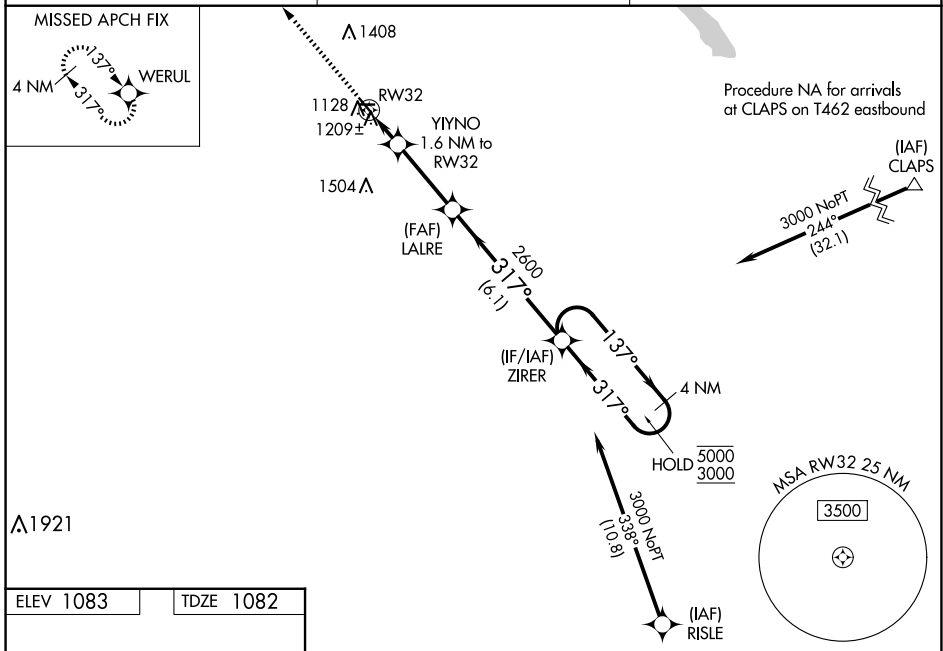 MISSED APCH FIX
4 NM
137°
317°
WERUL
1408
RW32
1128
1209±
YIYNO
1.6 NM to
RW32
1504
Procedure NA for arrivals
at CLAPS on T462 eastbound
(IAF)
CLAPS
3000 NoPT
244°
(32.1)
(FAF)
LALRE
2600
317°
(6.1)
(IF/IAF)
ZIRER
137°
317°
4 NM
HOLD 5000
3000
3000 NoPT
338°
(10.8)
(IAF)
RISLE
MSA RW32 25 NM
3500
1921
ELEV 1083
TDZE 1082